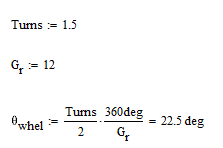 Turns := 1.5
G_r := 12
θ_whel := Turns/2 · 360deg/G_r = 22.5 deg